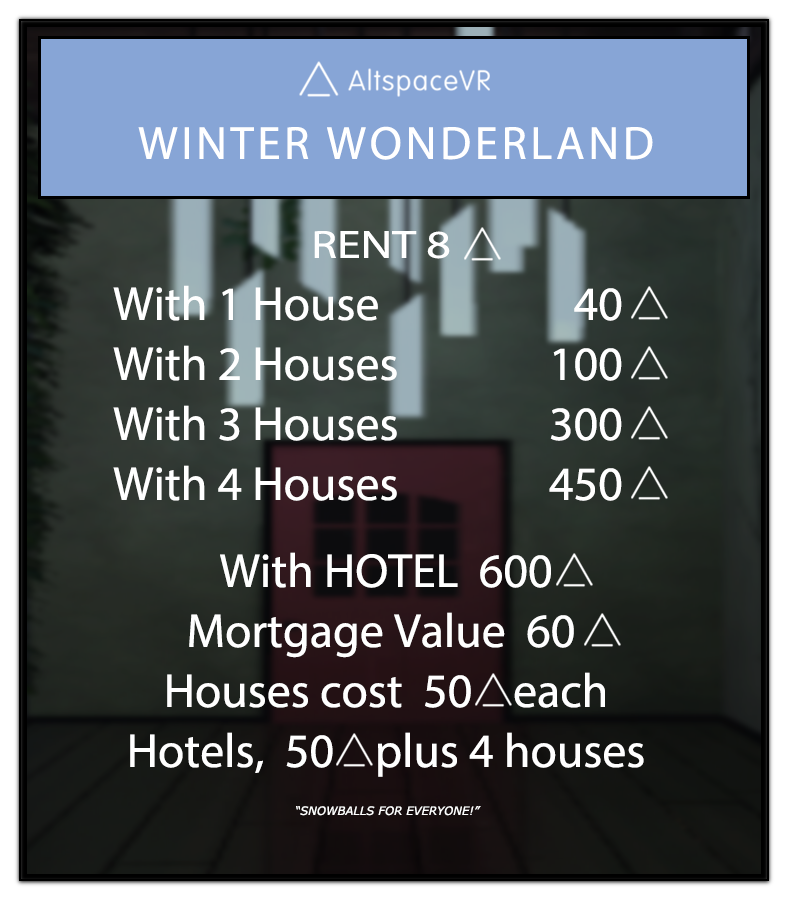 △ AltspaceVR
WINTER WONDERLAND
RENT 8 △
With 1 House 40 △
With 2 Houses 100 △
With 3 Houses 300 △
With 4 Houses 450 △
With HOTEL 600△
Mortgage Value 60 △
Houses cost 50△each
Hotels, 50△plus 4 houses
“SNOWBALLS FOR EVERYONE!”